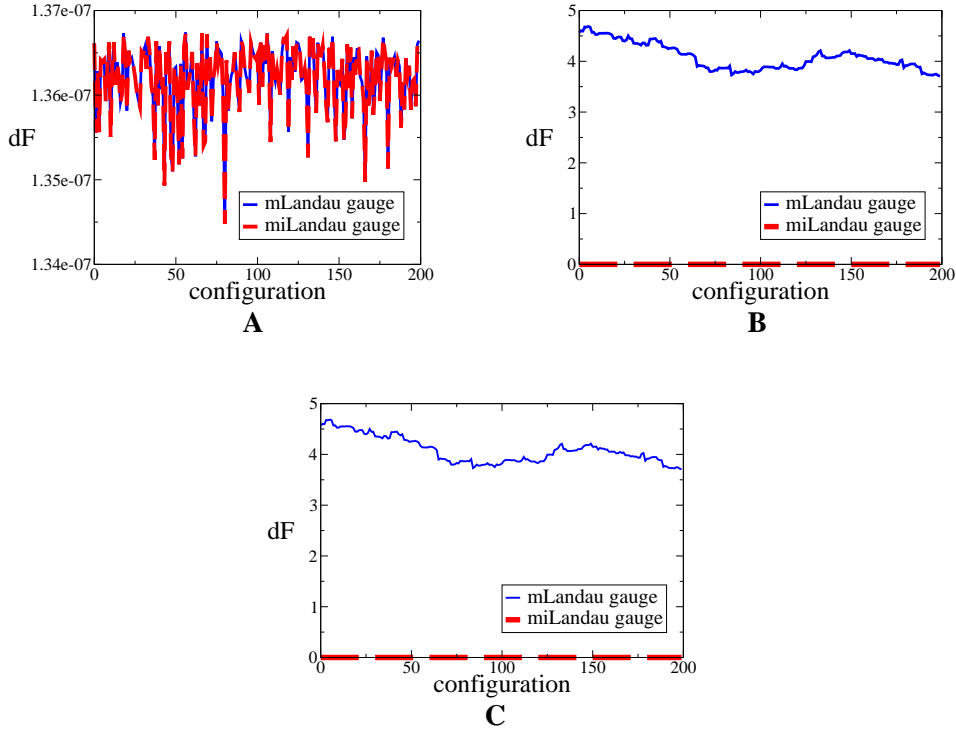 1.37e-07
1.36e-07
dF
1.35e-07
mLandau gauge
miLandau gauge
1.34e-07
0 50 100 150 200
configuration
A
5
4
3
dF
2
1
mLandau gauge
miLandau gauge
0
0 50 100 150 200
configuration
B
5
4
3
dF
2
1
mLandau gauge
miLandau gauge
0
0 50 100 150 200
configuration
C